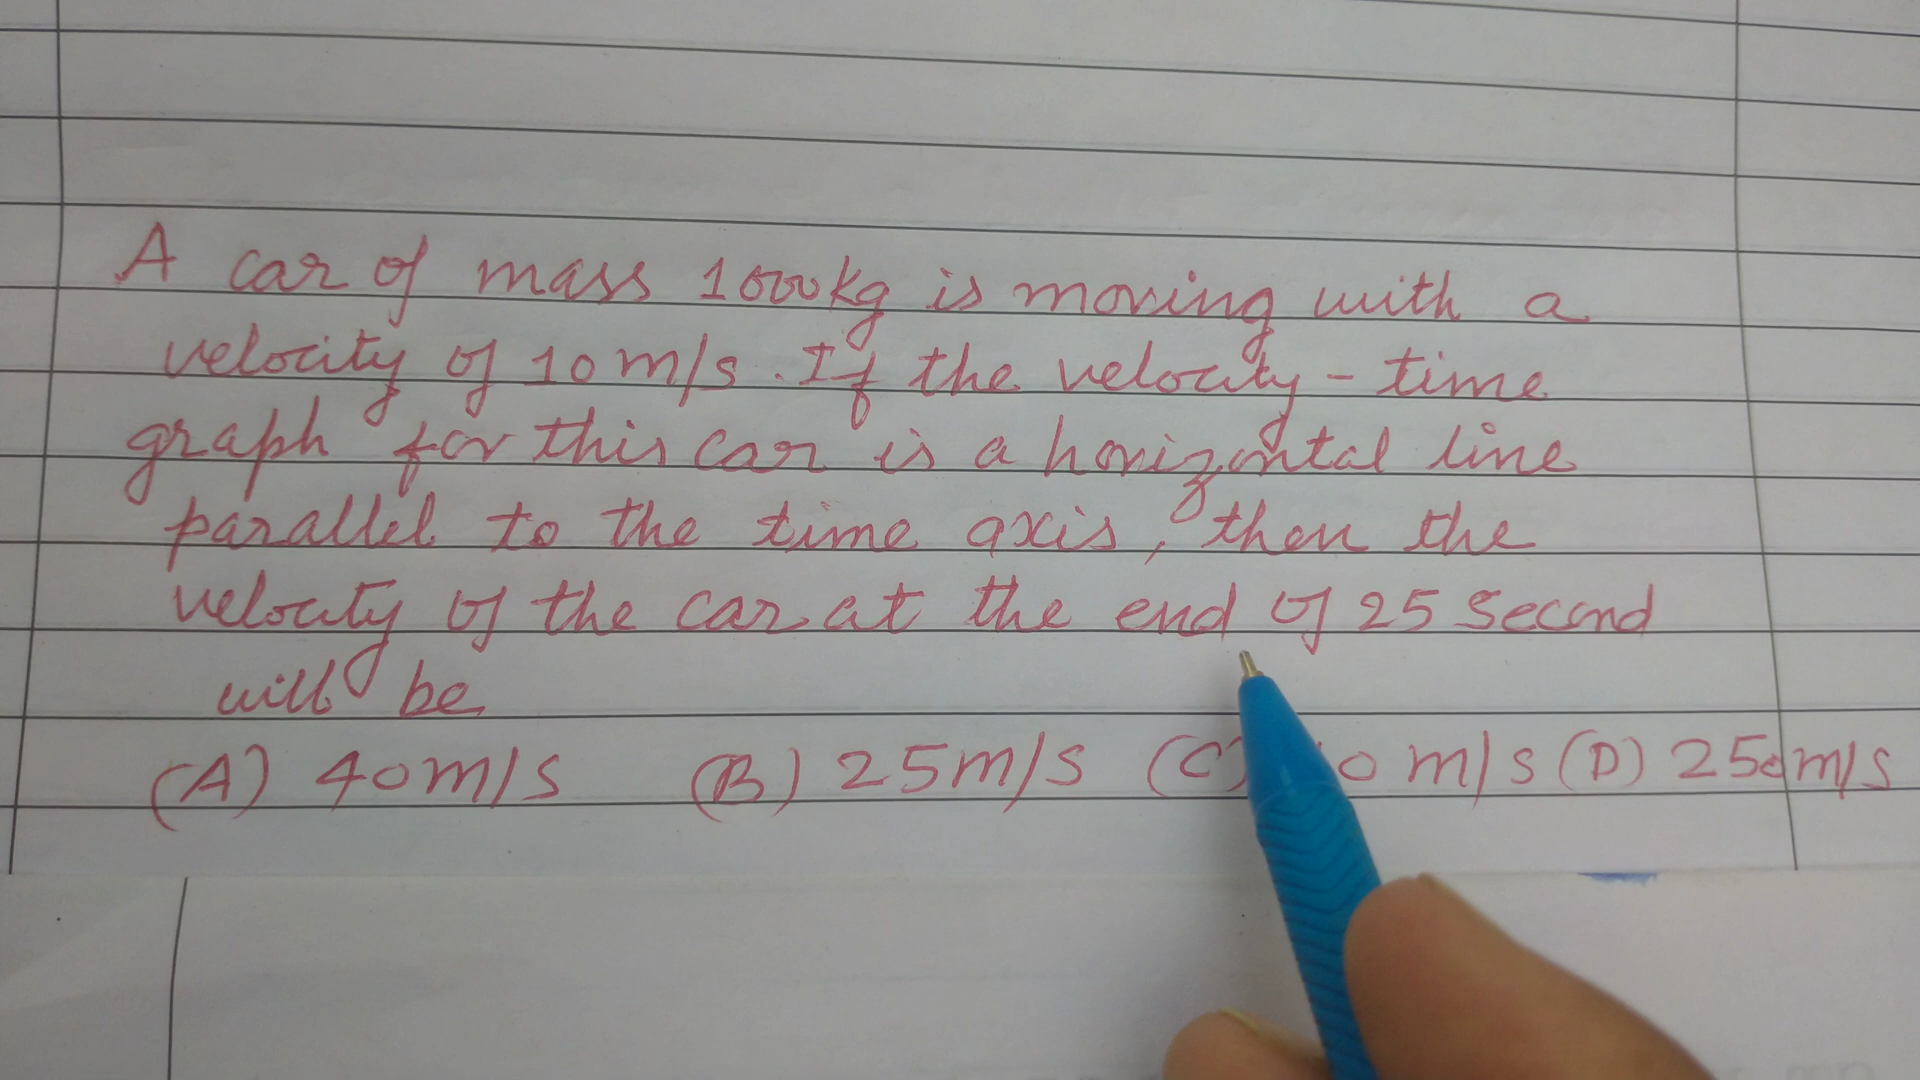 A car of mass 1000kg is moving with a
velocity of 10 m/s. If the velocity - time
graph for this car is a horizontal line
parallel to the time axis, then the
velocity of the car at the end of 25 second
will be
(A) 40m/s (B) 25m/s (C) 0 m/s (D) 250m/s